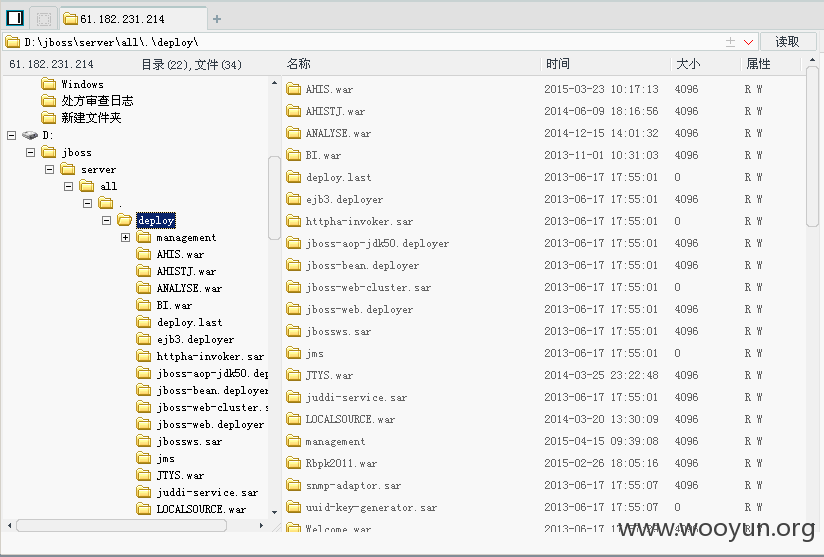 61.182.231.214
D:\jboss\server\all\.\deploy\
读取
61.182.231.214 目录(22),文件(34)
名称 时间 大小 属性
Windows
处方审查日志
新建文件夹
D:
jboss
server
all
.
deploy
management
AHIS.war
AHISTJ.war
ANALYSE.war
BI.war
deploy.last
ejb3.deployer
httpha-invoker.sar
jboss-aop-jdk50.dep
jboss-bean.deployer
jboss-web-cluster.s
jboss-web.deployer
jbossws.sar
jms
JTYS.war
juddi-service.sar
LOCALSOURCE.war
AHIS.war 2015-03-23 10:17:13 4096 R W
AHISTJ.war 2014-06-09 18:16:56 4096 R W
ANALYSE.war 2014-12-15 14:01:32 4096 R W
BI.war 2013-11-01 10:31:03 4096 R W
deploy.last 2013-06-17 17:55:01 0 R W
ejb3.deployer 2013-06-17 17:55:01 4096 R W
httpha-invoker.sar 2013-06-17 17:55:01 0 R W
jboss-aop-jdk50.deployer 2013-06-17 17:55:01 4096 R W
jboss-bean.deployer 2013-06-17 17:55:01 4096 R W
jboss-web-cluster.sar 2013-06-17 17:55:01 0 R W
jboss-web.deployer 2013-06-17 17:55:01 4096 R W
jbossws.sar 2013-06-17 17:55:01 4096 R W
jms 2013-06-17 17:55:01 0 R W
JTYS.war 2014-03-25 23:22:48 4096 R W
juddi-service.sar 2013-06-17 17:55:01 4096 R W
LOCALSOURCE.war 2014-03-20 13:30:09 4096 R W
management 2015-04-15 09:39:08 4096 R W
Rbpk2011.war 2015-02-26 18:05:16 4096 R W
snmp-adaptor.sar 2013-06-17 17:55:07 4096 R W
uuid-key-generator.sar 2013-06-17 17:55:07 0 R W
Welcome.war
www.wooyun.org